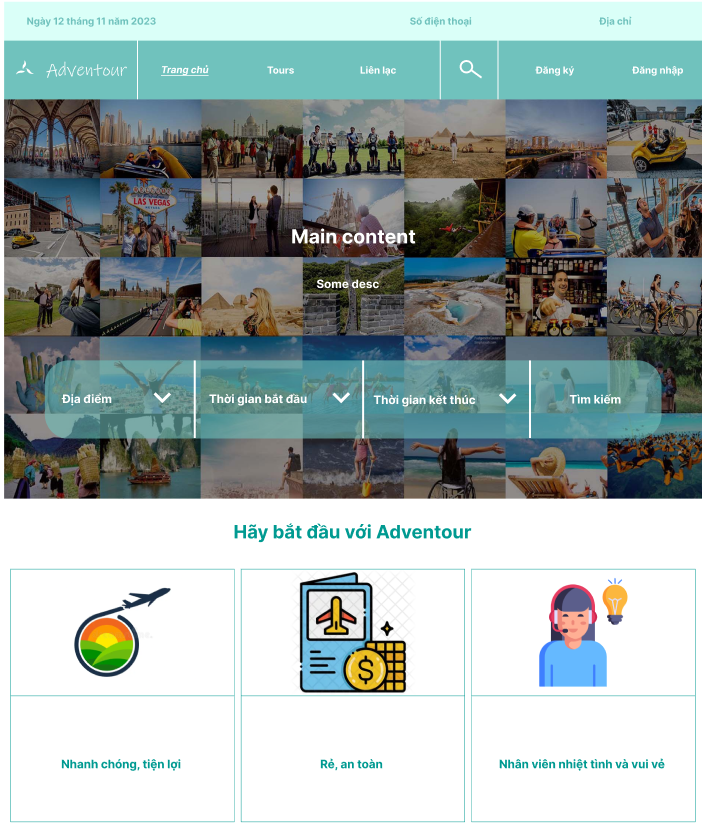 Ngày 12 tháng 11 năm 2023
Số điện thoại
Địa chỉ
Adventour
Trang chủ
Tours
Liên lạc
Đăng ký
Đăng nhập
LAS VEGAS
Main content
Some desc
Địa điểm
Thời gian bắt đầu
Thời gian kết thúc
Tìm kiếm
Hãy bắt đầu với Adventour
Nhanh chóng, tiện lợi
Rẻ, an toàn
Nhân viên nhiệt tình và vui vẻ